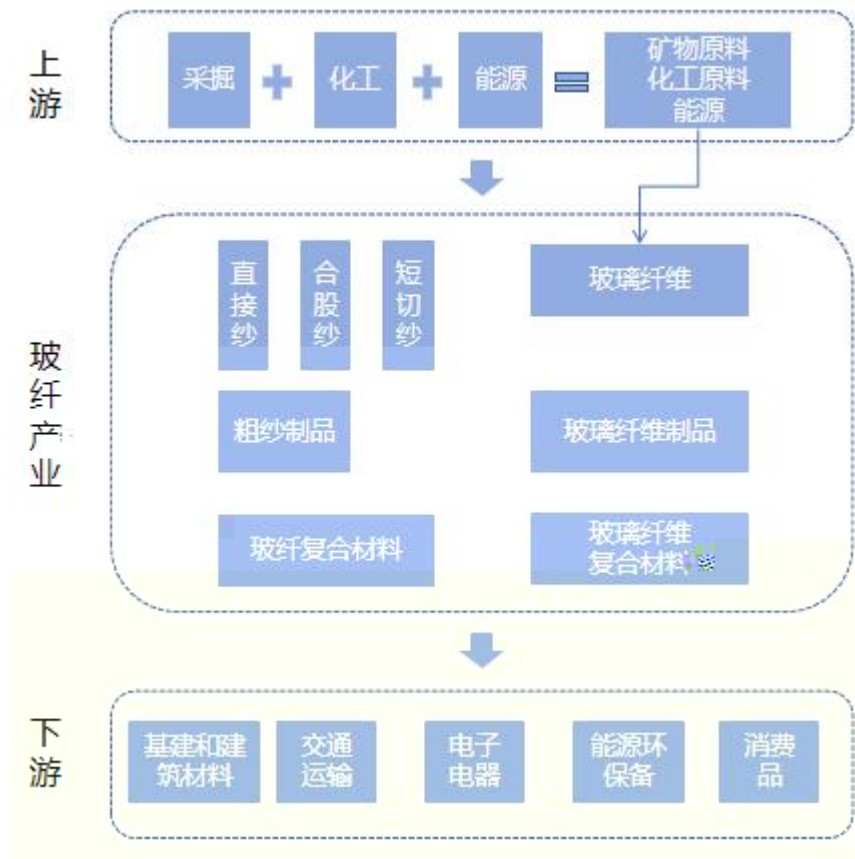 上游
采掘
化工
能源
矿物原料
化工原料
能源
玻纤产业
直接纱
合股纱
短切纱
玻璃纤维
粗纱制品
玻璃纤维制品
玻纤复合材料
玻璃纤维
复合材料
下游
基建和建
筑材料
交通
运输
电子
电器
能源环
保备
消费
品